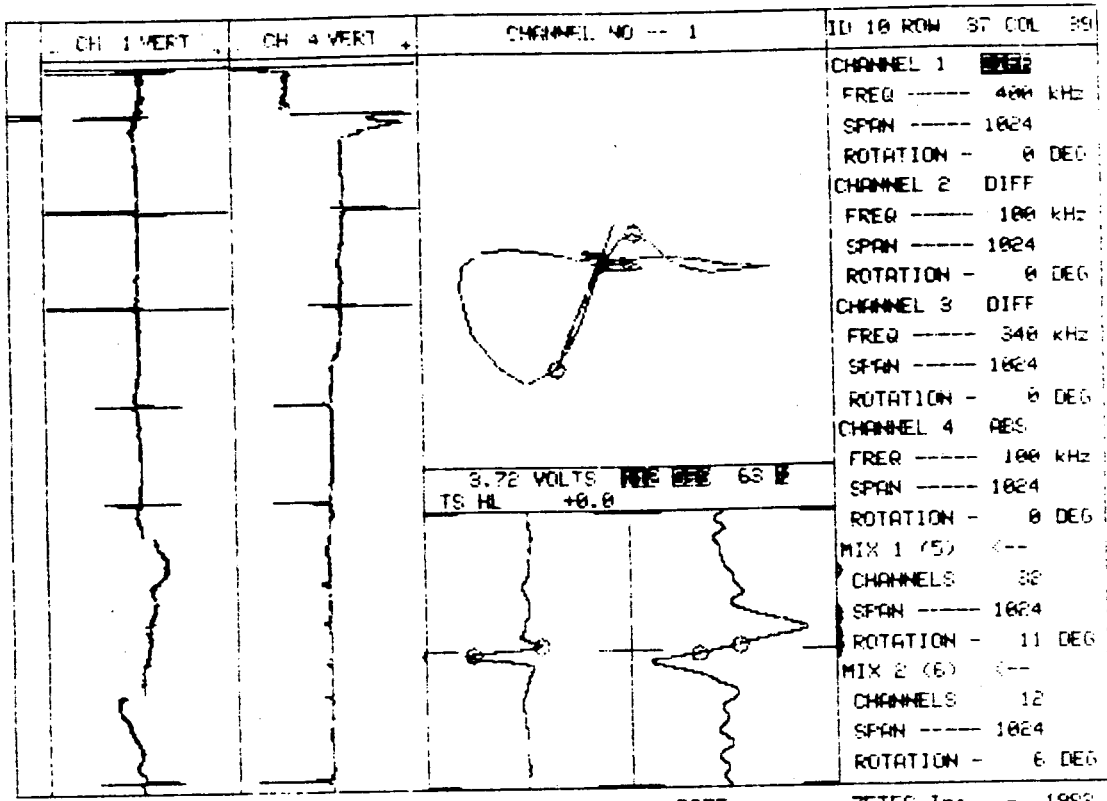 CH 1 VERT
CH 4 VERT +
CHANNEL NO -- 1
ID 10 ROW 37 COL 39
CHANNEL 1
FREQ ----- 400 kHz
SPAN ----- 1024
ROTATION - 0 DEG
CHANNEL 2 DIFF
FREQ ----- 100 kHz
SPAN ----- 1024
ROTATION - 0 DEG
CHANNEL 3 DIFF
FREQ ----- 340 kHz
SPAN ----- 1024
ROTATION - 0 DEG
CHANNEL 4 ABS
FREQ ----- 100 kHz
SPAN ----- 1024
ROTATION - 0 DEG
MIX 1 (5) <--
CHANNELS 32
SPAN ----- 1024
ROTATION - 11 DEG
MIX 2 (6) <--
CHANNELS 12
SPAN ----- 1024
ROTATION - 6 DEG
3.72 VOLTS 63
TS HL +0.0